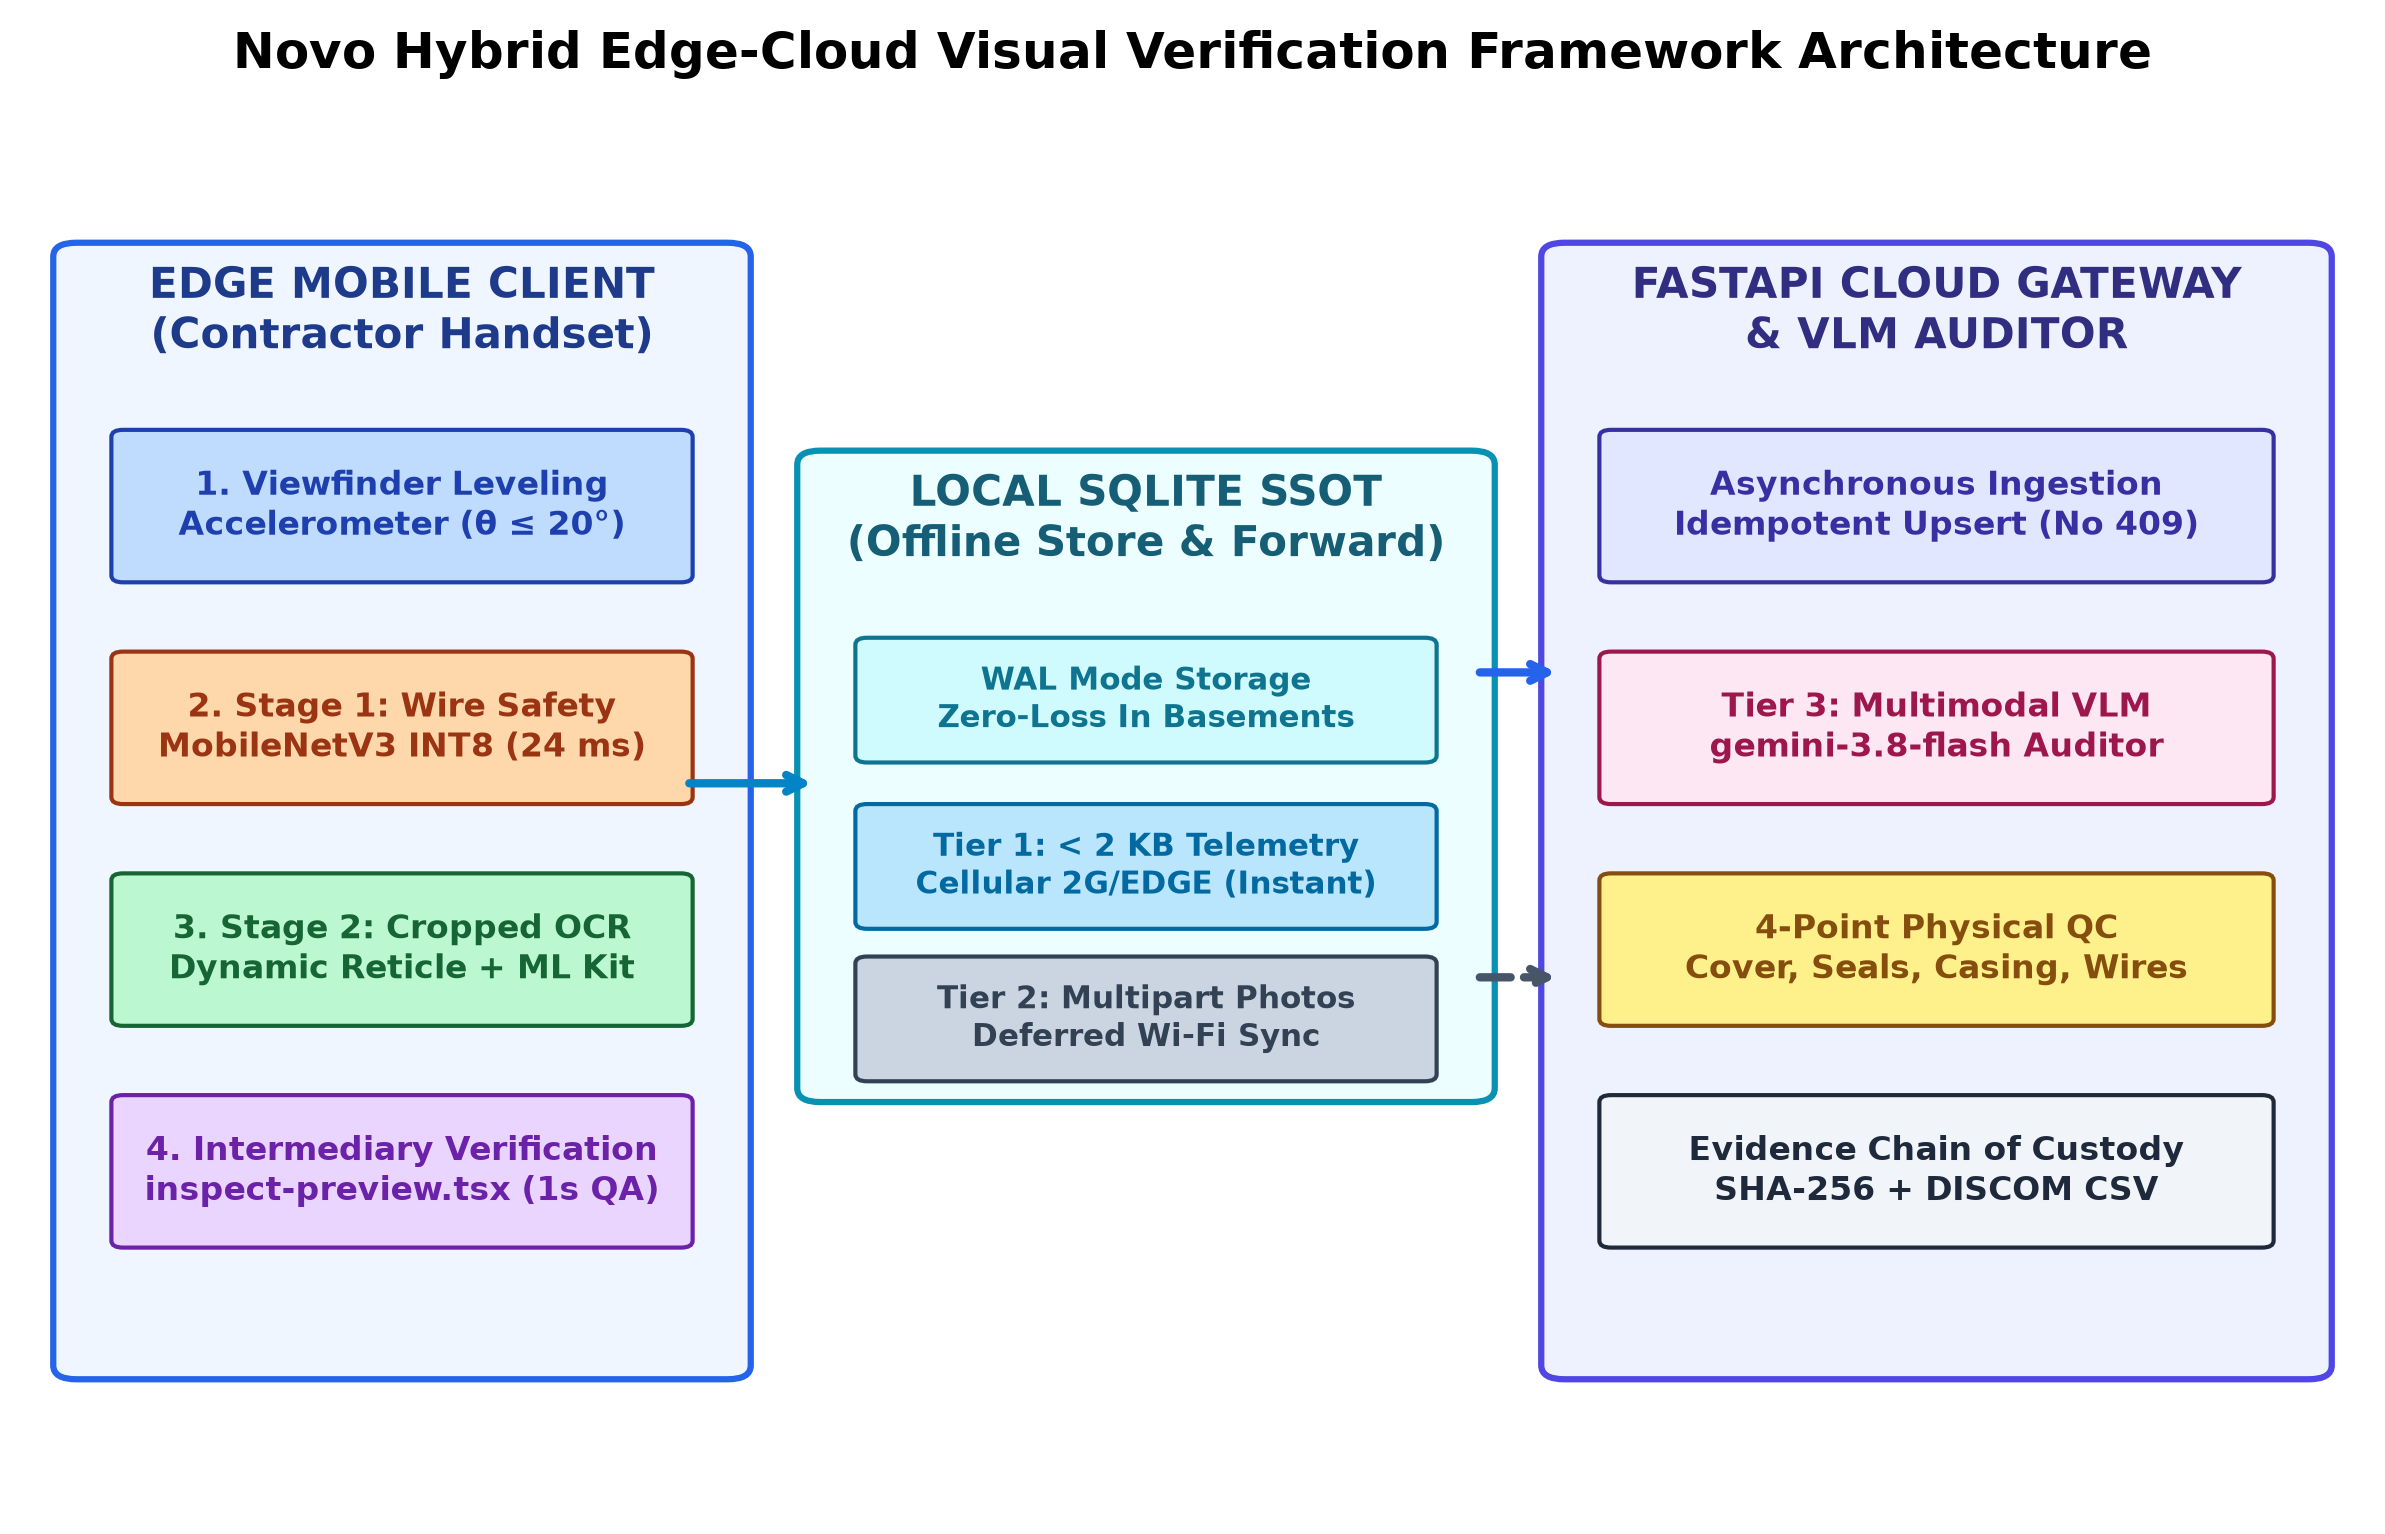 Novo Hybrid Edge-Cloud Visual Verification Framework Architecture
EDGE MOBILE CLIENT
(Contractor Handset)
1. Viewfinder Leveling
Accelerometer (θ ≤ 20°)
2. Stage 1: Wire Safety
MobileNetV3 INT8 (24 ms)
3. Stage 2: Cropped OCR
Dynamic Reticle + ML Kit
4. Intermediary Verification
inspect-preview.tsx (1s QA)
LOCAL SQLITE SSOT
(Offline Store & Forward)
WAL Mode Storage
Zero-Loss In Basements
Tier 1: < 2 KB Telemetry
Cellular 2G/EDGE (Instant)
Tier 2: Multipart Photos
Deferred Wi-Fi Sync
FASTAPI CLOUD GATEWAY
& VLM AUDITOR
Asynchronous Ingestion
Idempotent Upsert (No 409)
Tier 3: Multimodal VLM
gemini-3.8-flash Auditor
4-Point Physical QC
Cover, Seals, Casing, Wires
Evidence Chain of Custody
SHA-256 + DISCOM CSV